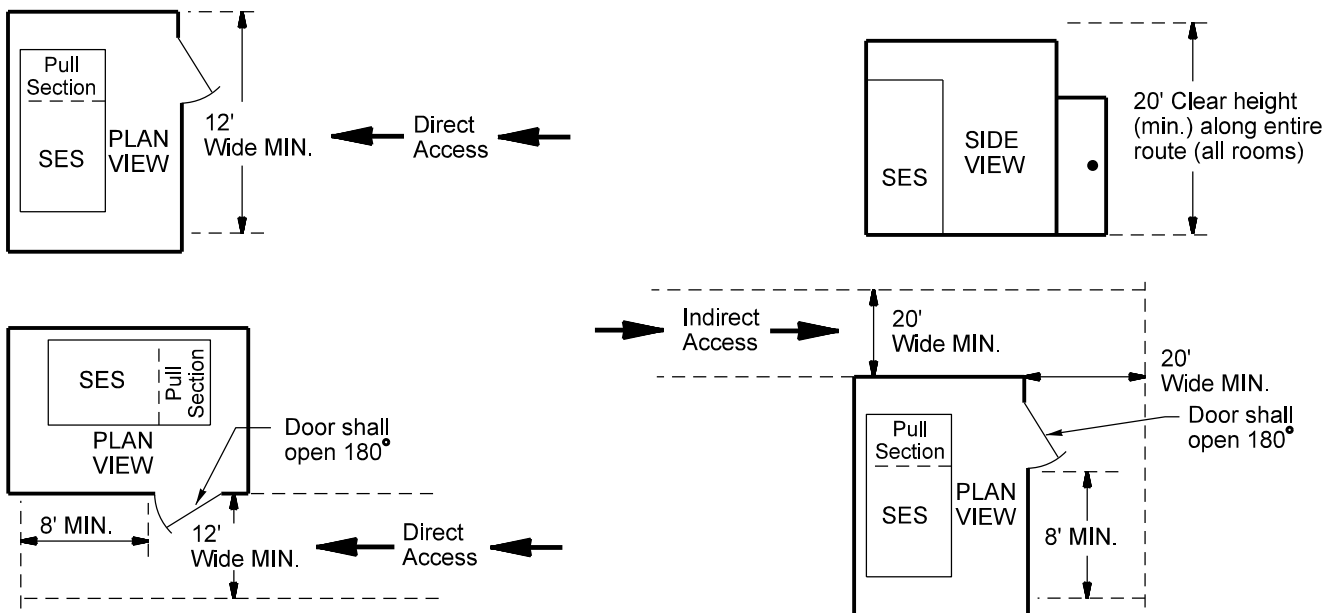 Pull
Section
SES
PLAN
VIEW
12'
Wide MIN.
Direct
Access
SES
SIDE
VIEW
20' Clear height
(min.) along entire
route (all rooms)
SES
Pull
Section
PLAN
VIEW
Door shall
open 180°
8' MIN.
12'
Wide MIN.
Direct
Access
Indirect
Access
20'
Wide MIN.
20'
Wide MIN.
Door shall
open 180°
Pull
Section
SES
PLAN
VIEW
8' MIN.